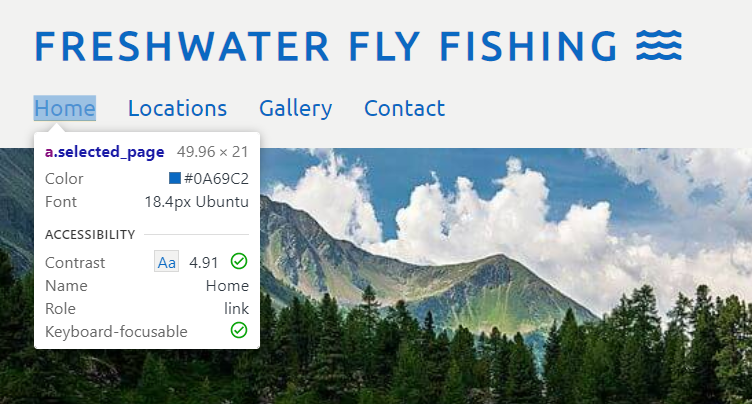 FRESHWATER FLY FISHING
Home Locations Gallery Contact
a.selected_page 49.96 × 21
Color #0A69C2
Font 18.4px Ubuntu
ACCESSIBILITY
Contrast Aa 4.91
Name Home
Role link
Keyboard-focusable